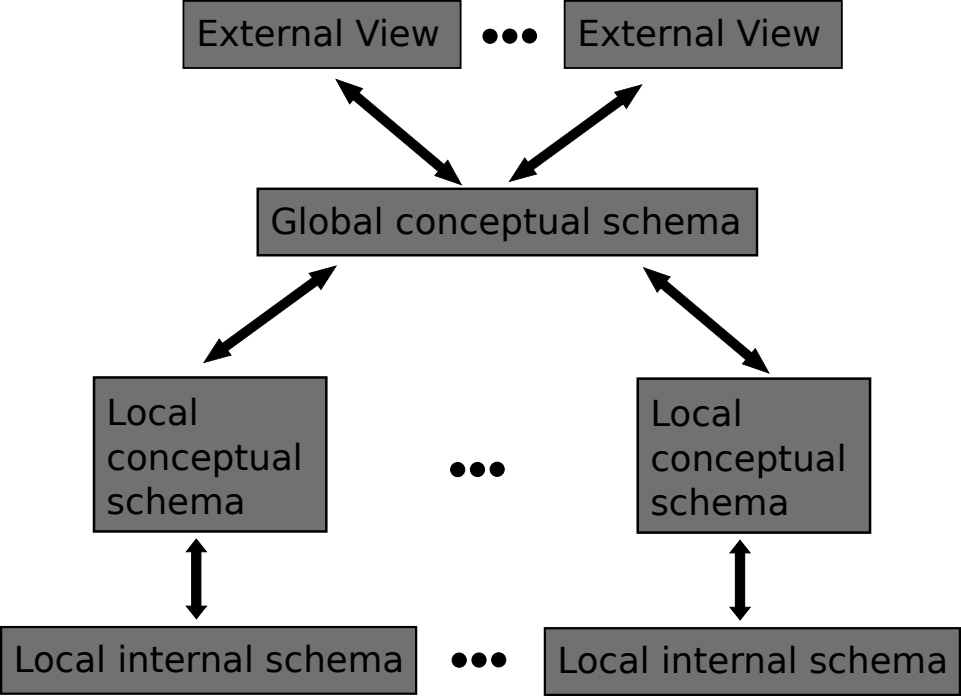 External View
External View
Global conceptual schema
Local
conceptual
schema
Local
conceptual
schema
Local internal schema
Local internal schema